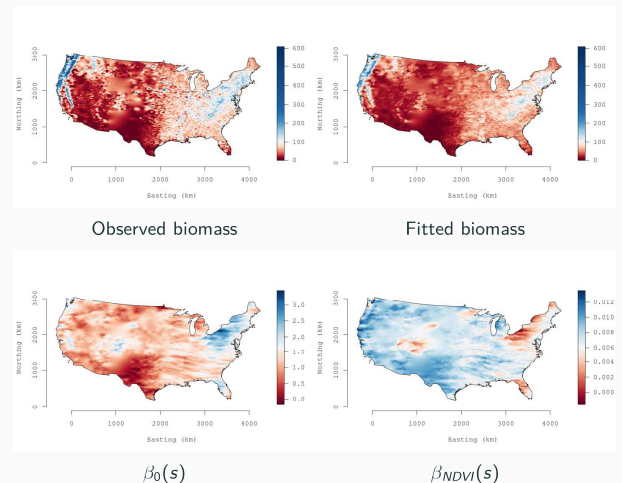 3100
2000
1000
0
Northing (km)
0 1000 2000 3000 4000
Easting (km)
600
500
400
300
200
100
0
Observed biomass
3100
2000
1000
0
Northing (km)
0 1000 2000 3000 4000
Easting (km)
600
500
400
300
200
100
0
Fitted biomass
3100
2000
1000
0
Northing (km)
0 1000 2000 3000 4000
Easting (km)
3.0
2.5
2.0
1.5
1.0
0.5
0.0
β0(s)
3100
2000
1000
0
Northing (km)
0 1000 2000 3000 4000
Easting (km)
0.012
0.010
0.008
0.006
0.004
0.002
0.000
βNDVI(s)